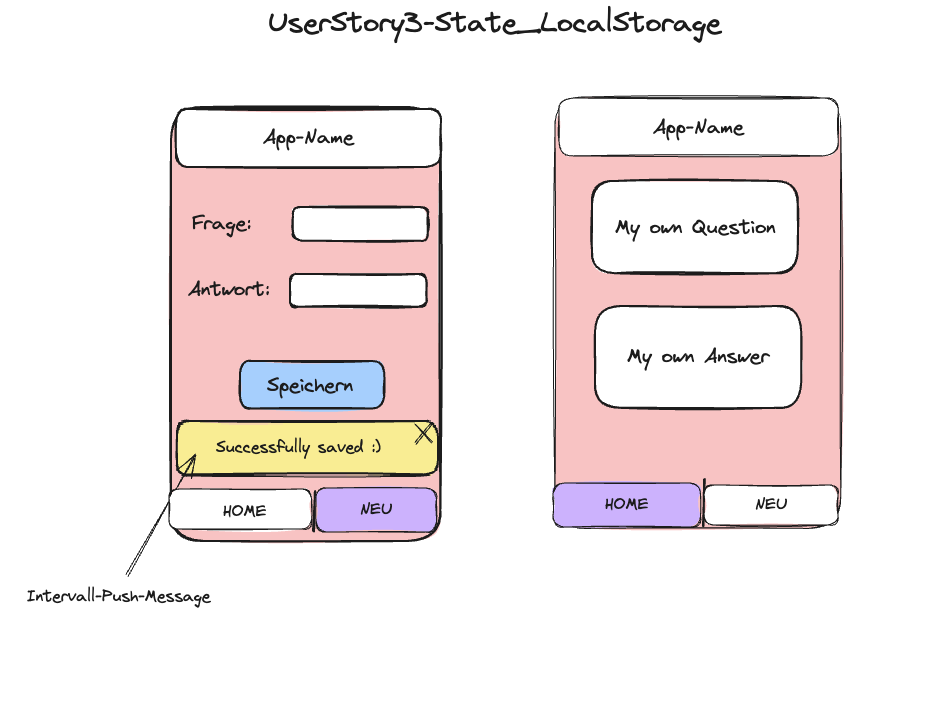 UserStory3-State_LocalStorage
App-Name
Frage:
Antwort:
Speichern
Successfully saved :)
X
HOME
NEU
Intervall-Push-Message
App-Name
My own Question
My own Answer
HOME
NEU